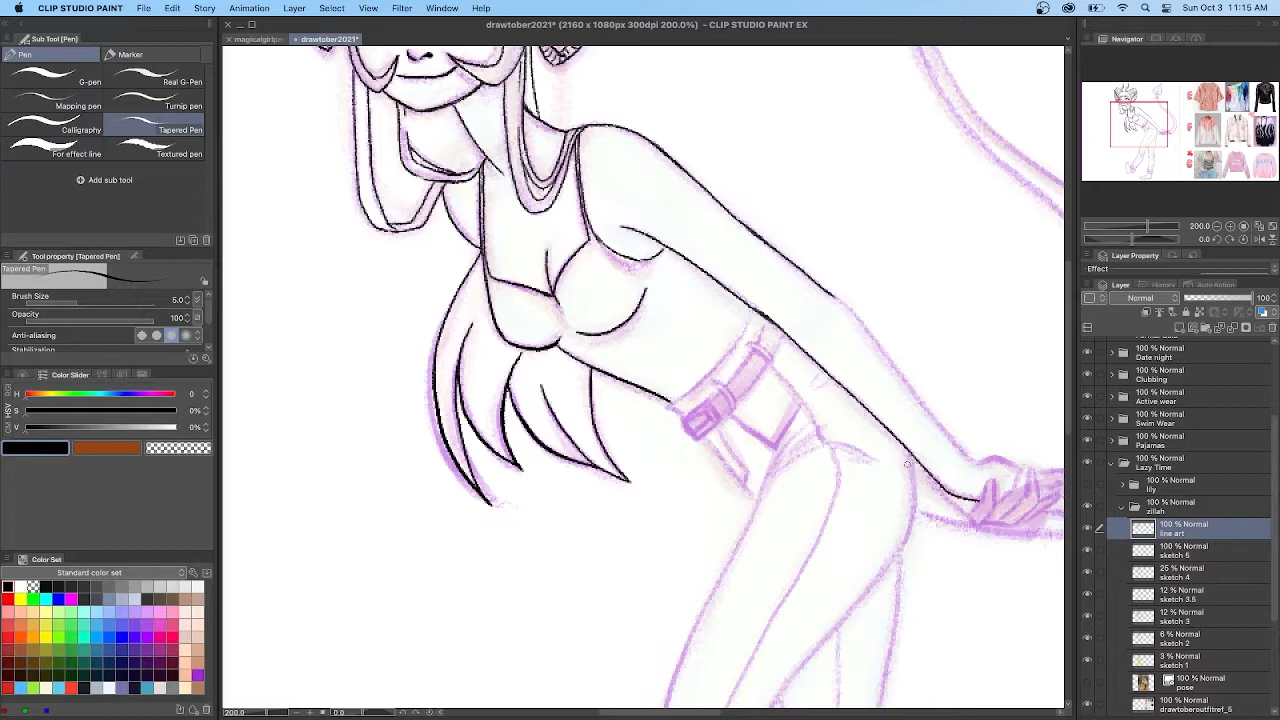 CLIP STUDIO PAINT File Edit Story Animation Layer Select View Filter Window Help Sun Oct 3 11:15 AM
drawtober2021* (2160 x 1080px 300dpi 200.0%) - CLIP STUDIO PAINT EX
Sub Tool [Pen]
magicalgirlpe
drawtober2021*
Navigator
Pen Marker
G-pen Real G-Pen
Mapping pen Turnip pen
Calligraphy Tapered Pen
For effect line Textured pen
Add sub tool
Tool property [Tapered Pen]
Tapered Pen
Brush Size 5.0
Opacity 100
Anti-aliasing
Color Slider
H 0
S 0%
V 0%
Color Set
Standard color set
200.0 0.0
200.0
0.0
Layer Property
Effect
Layer History Auto Action
Normal 100
100 % Normal
Date night
100 % Normal
Clubbing
100 % Normal
Active wear
100 % Normal
Swim Wear
100 % Normal
Pajamas
100 % Normal
Lazy Time
100 % Normal
lily
100 % Normal
zillah
100 % Normal
line art
100 % Normal
sketch 5
25 % Normal
sketch 4
12 % Normal
sketch 3.5
12 % Normal
sketch 3
6 % Normal
sketch 2
3 % Normal
sketch 1
100 % Normal
pose
100 % Normal
drawtoberoutfitref_5